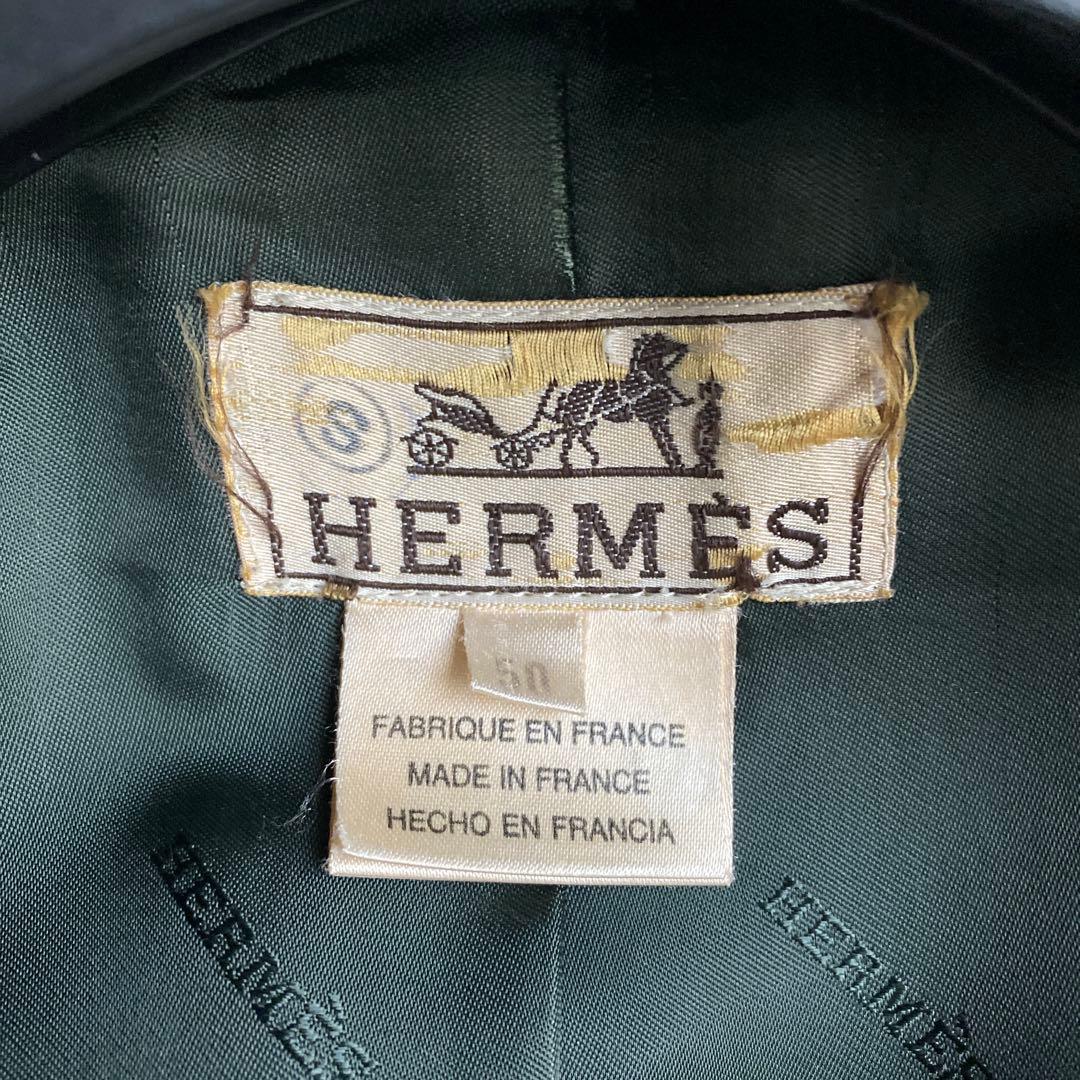 S
HERMÈS
50
FABRIQUE EN FRANCE
MADE IN FRANCE
HECHO EN FRANCIA
HERMÈS
HERMÈS